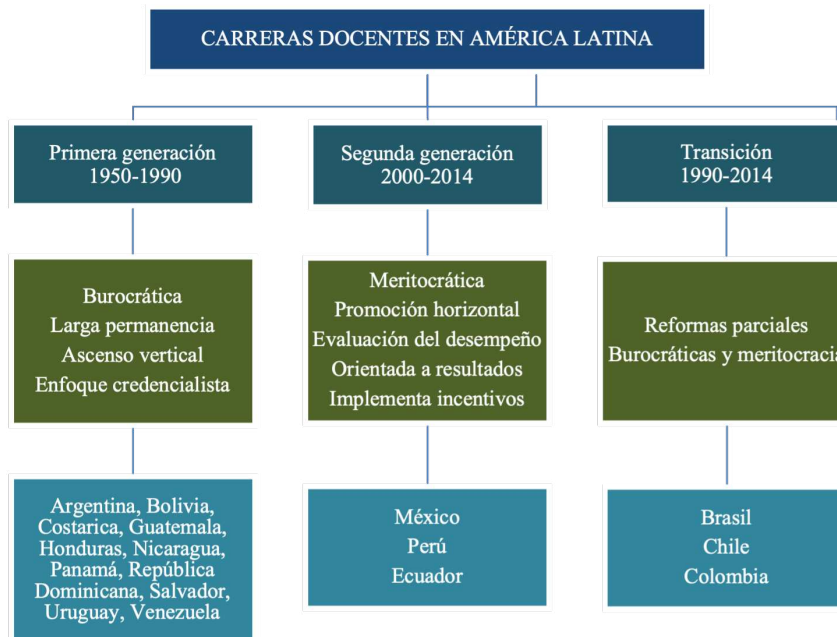 CARRERAS DOCENTES EN AMÉRICA LATINA
Primera generación
1950-1990
Segunda generación
2000-2014
Transición
1990-2014
Burocrática
Larga permanencia
Ascenso vertical
Enfoque credencialista
Meritocrática
Promoción horizontal
Evaluación del desempeño
Orientada a resultados
Implementa incentivos
Reformas parciales
Burocráticas y meritocracia
Argentina, Bolivia,
Costarica, Guatemala,
Honduras, Nicaragua,
Panamá, República
Dominicana, Salvador,
Uruguay, Venezuela
México
Perú
Ecuador
Brasil
Chile
Colombia